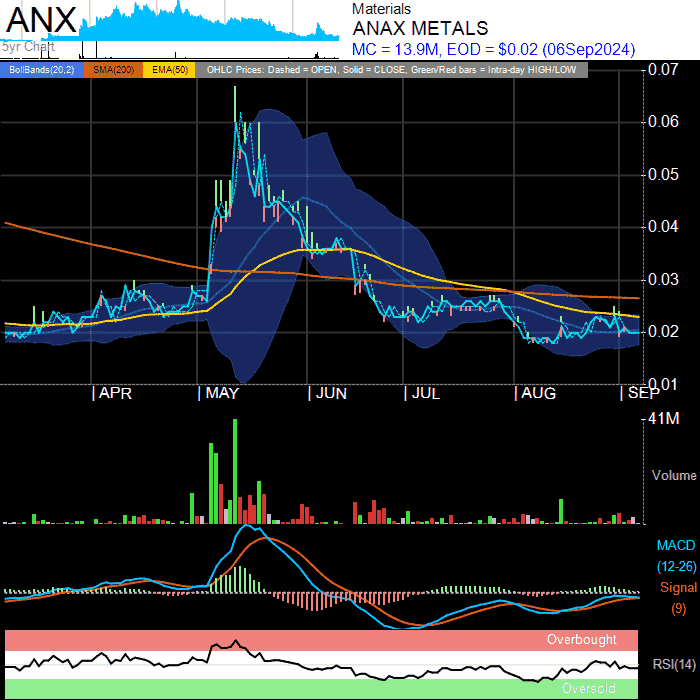 ANX
5yr Chart
Materials
ANAX METALS
MC = 13.9M, EOD = $0.02 (06Sep2024)
BollBands(20,2) SMA(200) EMA(50) OHLC Prices: Dashed = OPEN, Solid = CLOSE, Green/Red bars = Intra-day HIGH/LOW
0.07
0.06
0.05
0.04
0.03
0.02
0.01
APR MAY JUN JUL AUG SEP
41M
Volume
MACD
(12-26)
Signal
(9)
Overbought
RSI(14)
Oversold